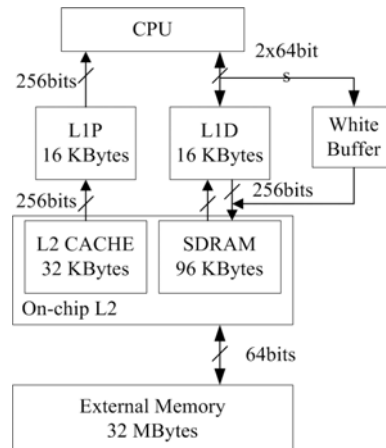 CPU
256bits
2x64bit
s
L1P
16 KBytes
L1D
16 KBytes
White
Buffer
256bits
256bits
L2 CACHE
32 KBytes
SDRAM
96 KBytes
On-chip L2
64bits
External Memory
32 MBytes